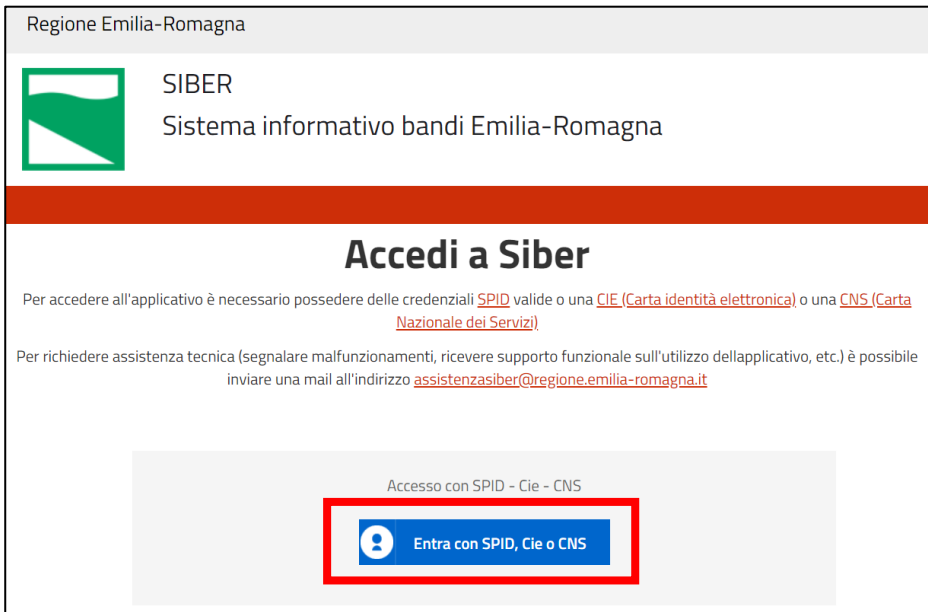 Regione Emilia-Romagna
SIBER
Sistema informativo bandi Emilia-Romagna
Accedi a Siber
Per accedere all'applicativo è necessario possedere delle credenziali SPID valide o una CIE (Carta identità elettronica) o una CNS (Carta
Nazionale dei Servizi)
Per richiedere assistenza tecnica (segnalare malfunzionamenti, ricevere supporto funzionale sull'utilizzo dellapplicativo, etc.) è possibile
inviare una mail all'indirizzo assistenzasiber@regione.emilia-romagna.it
Accesso con SPID - Cie - CNS
Entra con SPID, Cie o CNS